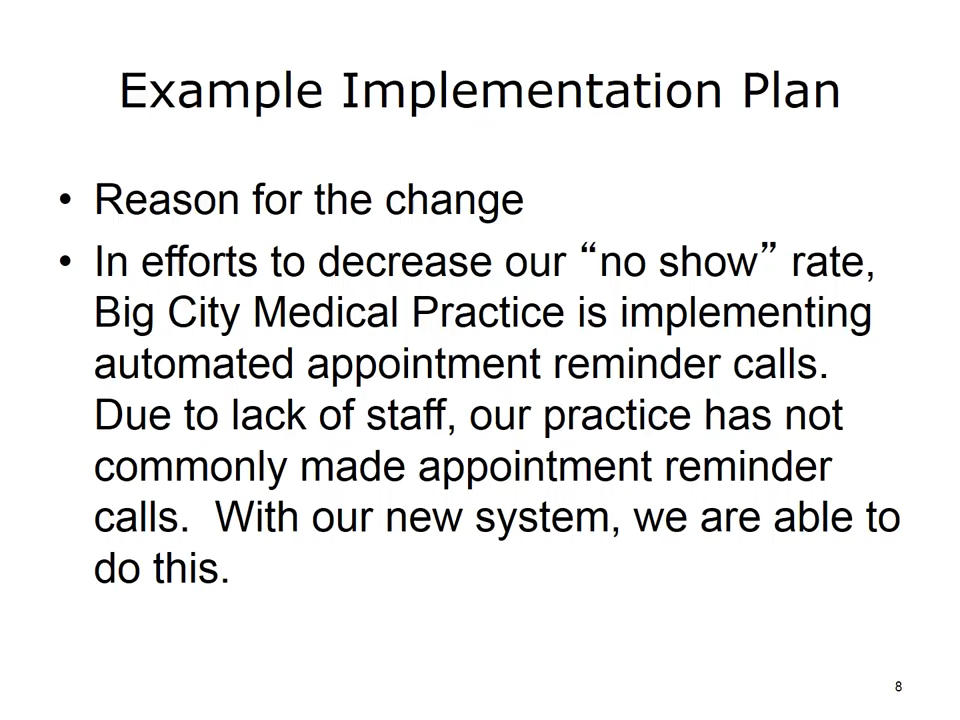 Example Implementation Plan
• Reason for the change
• In efforts to decrease our “no show” rate,
Big City Medical Practice is implementing
automated appointment reminder calls.
Due to lack of staff, our practice has not
commonly made appointment reminder
calls.  With our new system, we are able to
do this.
8